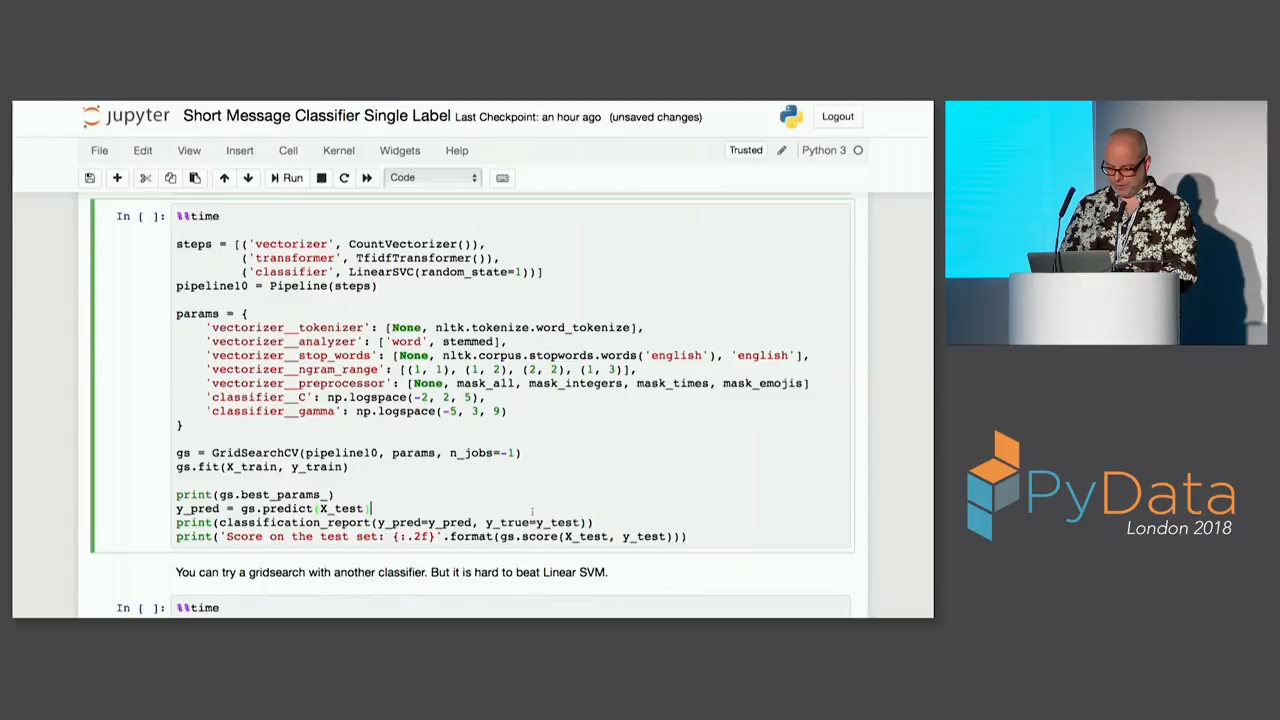 jupyter Short Message Classifier Single Label Last Checkpoint: an hour ago (unsaved changes) Logout
File Edit View Insert Cell Kernel Widgets Help Trusted Python 3
Run Code
In [ ]: %%time
steps = [('vectorizer', CountVectorizer()),
('transformer', TfidfTransformer()),
('classifier', LinearSVC(random_state=1))]
pipeline10 = Pipeline(steps)
params = {
'vectorizer__tokenizer': [None, nltk.tokenize.word_tokenize],
'vectorizer__analyzer': ['word', stemmed],
'vectorizer__stop_words': [None, nltk.corpus.stopwords.words('english'), 'english'],
'vectorizer__ngram_range': [(1, 1), (1, 2), (2, 2), (1, 3)],
'vectorizer__preprocessor': [None, mask_all, mask_integers, mask_times, mask_emojis]
'classifier__C': np.logspace(-2, 2, 5),
'classifier__gamma': np.logspace(-5, 3, 9)
}
gs = GridSearchCV(pipeline10, params, n_jobs=-1)
gs.fit(X_train, y_train)
print(gs.best_params_)
y_pred = gs.predict(X_test)
print(classification_report(y_pred=y_pred, y_true=y_test))
print('Score on the test set: {:.2f}'.format(gs.score(X_test, y_test)))
You can try a gridsearch with another classifier. But it is hard to beat Linear SVM.
In [ ]: %%time
PyData
London 2018